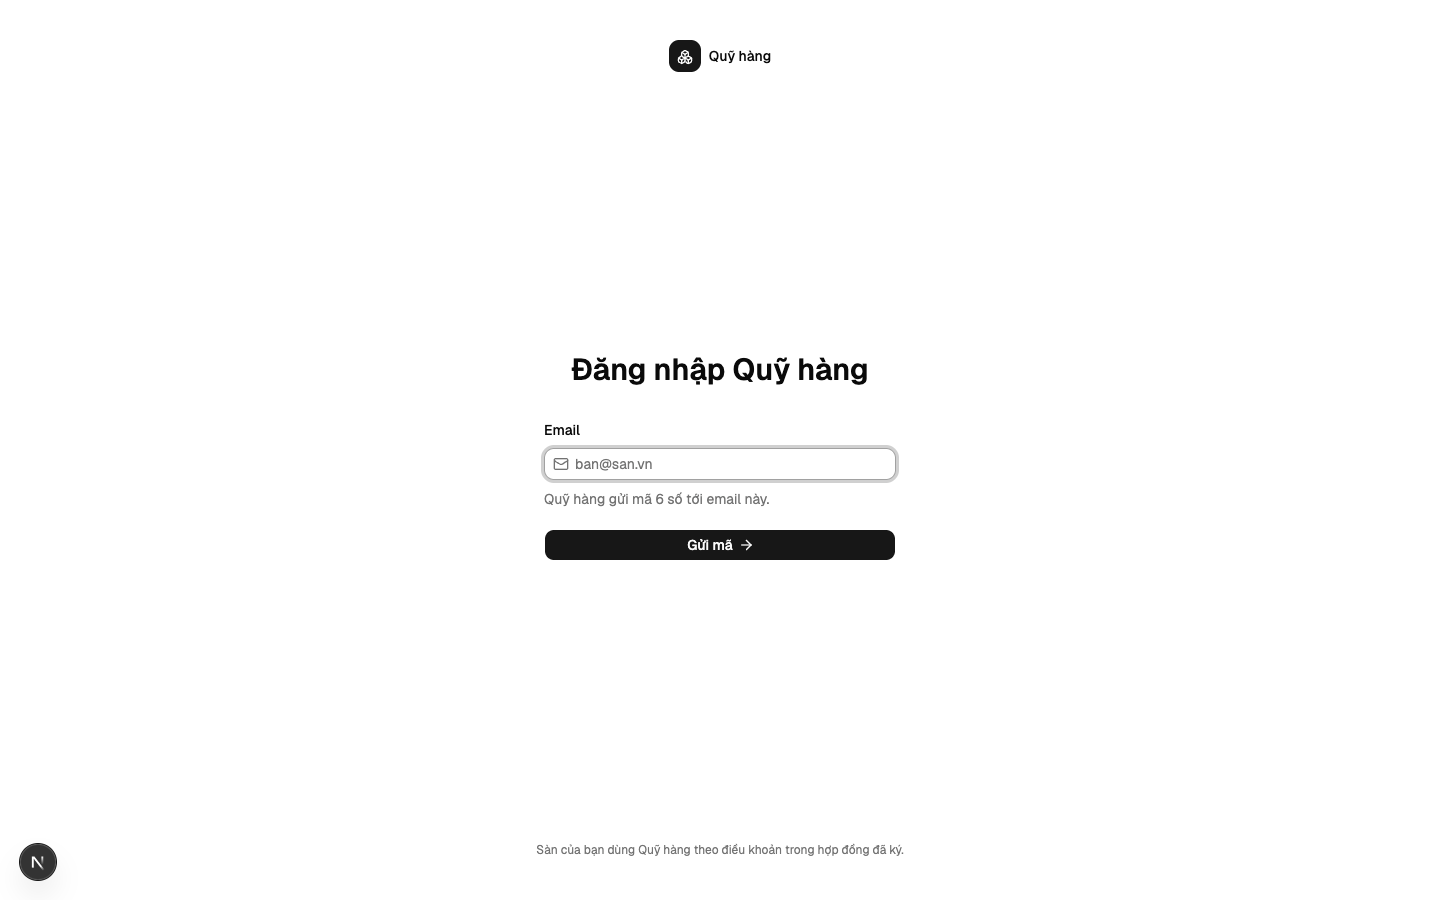 Quỹ hàng
Đăng nhập Quỹ hàng
Email
ban@san.vn
Quỹ hàng gửi mã 6 số tới email này.
Gửi mã
Sàn của bạn dùng Quỹ hàng theo điều khoản trong hợp đồng đã ký.
N